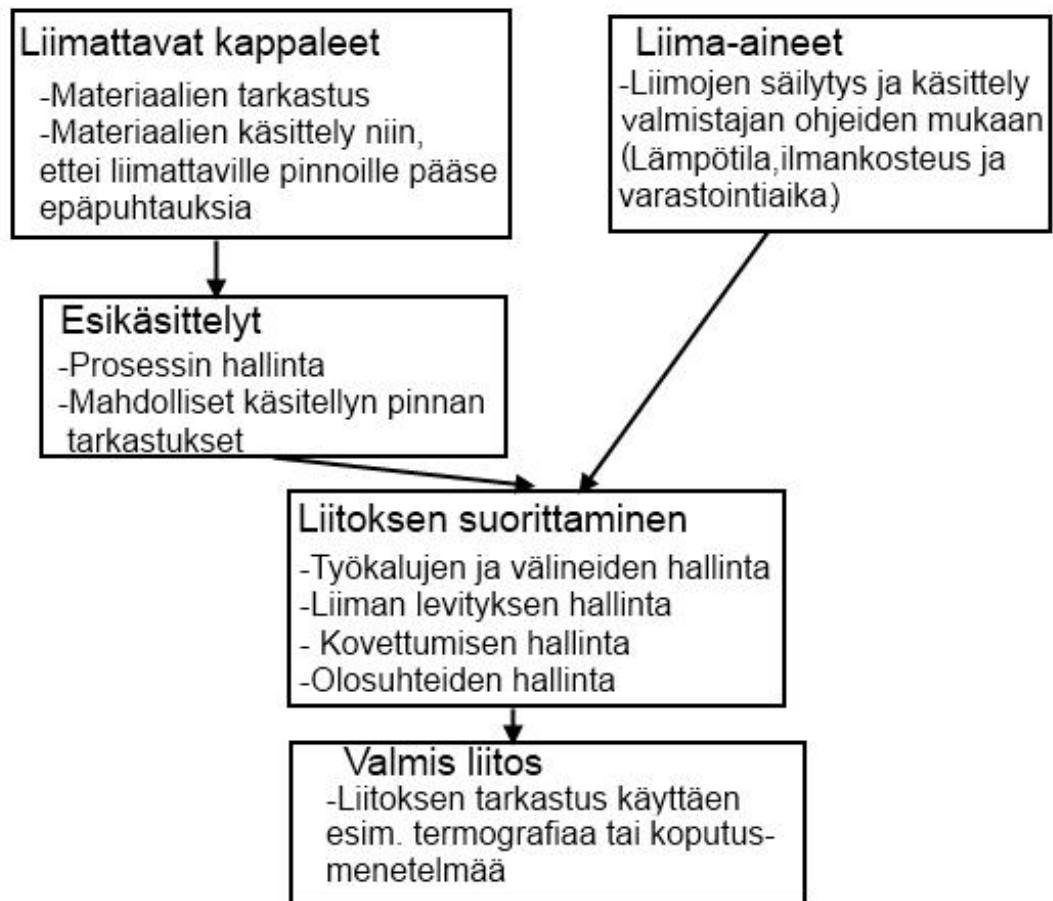 Liimattavat kappaleet
-Materiaalien tarkastus
-Materiaalien käsittely niin,
ettei liimattaville pinnoille pääse
epäpuhtauksia
Liima-aineet
-Liimojen säilytys ja käsittely
valmistajan ohjeiden mukaan
(Lämpötila,ilmankosteus ja
varastointiaika)
Esikäsittelyt
-Prosessin hallinta
-Mahdolliset käsitellyn pinnan
tarkastukset
Liitoksen suorittaminen
-Työkalujen ja välineiden hallinta
-Liiman levityksen hallinta
- Kovettumisen hallinta
-Olosuhteiden hallinta
Valmis liitos
-Liitoksen tarkastus käyttäen
esim. termografiaa tai koputus-
menetelmää